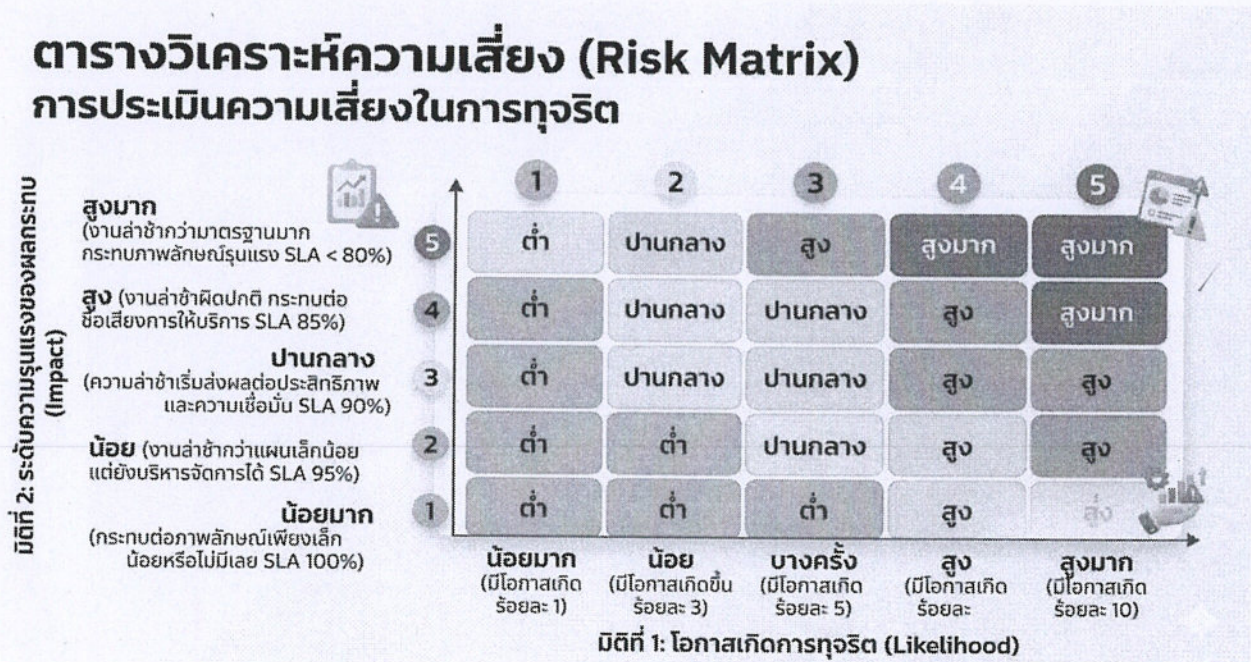 ตารางวิเคราะห์ความเสี่ยง (Risk Matrix)
การประเมินความเสี่ยงในการทุจริต
มิติที่ 2: ระดับความรุนแรงของผลกระทบ
(Impact)
1 2 3 4 5
สูงมาก
(งานล่าช้ากว่ามาตรฐานมาก
กระทบภาพลักษณ์รุนแรง SLA < 80%)
5 ต่ำ ปานกลาง สูง สูงมาก สูงมาก
สูง (งานล่าช้าผิดปกติ กระทบต่อ
ชื่อเสียงการให้บริการ SLA 85%)
4 ต่ำ ปานกลาง ปานกลาง สูง สูงมาก
ปานกลาง
(ความล่าช้าเริ่มส่งผลต่อประสิทธิภาพ
และความเชื่อมั่น SLA 90%)
3 ต่ำ ปานกลาง ปานกลาง สูง สูง
น้อย (งานล่าช้ากว่าแผนเล็กน้อย
แต่ยังบริหารจัดการได้ SLA 95%)
2 ต่ำ ต่ำ ปานกลาง สูง สูง
น้อยมาก
(กระทบต่อภาพลักษณ์เพียงเล็ก
น้อยหรือไม่มีเลย SLA 100%)
1 ต่ำ ต่ำ ต่ำ สูง
น้อยมาก
(มีโอกาสเกิด
ร้อยละ 1)
น้อย
(มีโอกาสเกิดขึ้น
ร้อยละ 3)
บางครั้ง
(มีโอกาสเกิด
ร้อยละ 5)
สูง
(มีโอกาสเกิด
ร้อยละ
สูงมาก
(มีโอกาสเกิด
ร้อยละ 10)
มิติที่ 1: โอกาสเกิดการทุจริต (Likelihood)